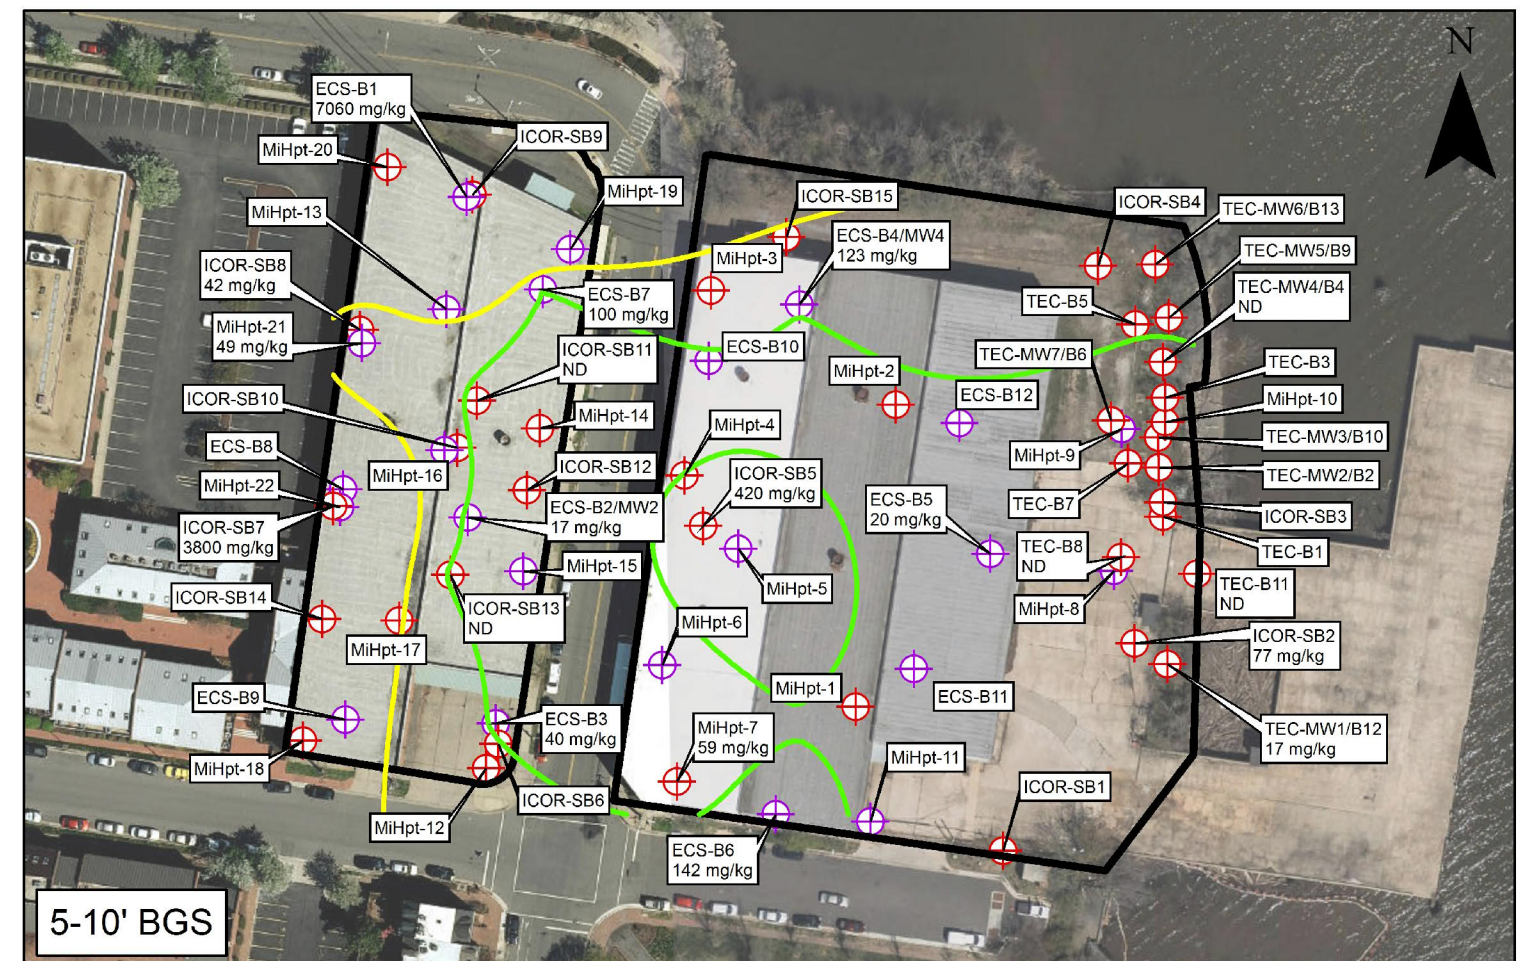 N
ECS-B1
7060 mg/kg
ICOR-SB9
MiHpt-20
MiHpt-19
ICOR-SB15
ICOR-SB4
TEC-MW6/B13
MiHpt-13
ECS-B4/MW4
123 mg/kg
MiHpt-3
TEC-MW5/B9
ICOR-SB8
42 mg/kg
ECS-B7
100 mg/kg
TEC-B5
TEC-MW4/B4
ND
MiHpt-21
49 mg/kg
ICOR-SB11
ND
ECS-B10
TEC-MW7/B6
TEC-B3
MiHpt-2
ICOR-SB10
MiHpt-14
ECS-B12
MiHpt-10
MiHpt-4
ECS-B8
MiHpt-16
ICOR-SB12
ICOR-SB5
420 mg/kg
MiHpt-9
TEC-MW3/B10
MiHpt-22
ECS-B2/MW2
17 mg/kg
ECS-B5
20 mg/kg
TEC-B7
TEC-MW2/B2
ICOR-SB7
3800 mg/kg
ICOR-SB3
TEC-B8
ND
TEC-B1
MiHpt-15
MiHpt-5
ICOR-SB14
ICOR-SB13
ND
MiHpt-8
TEC-B11
ND
MiHpt-17
MiHpt-6
ICOR-SB2
77 mg/kg
ECS-B9
MiHpt-1
ECS-B11
ECS-B3
40 mg/kg
MiHpt-7
59 mg/kg
TEC-MW1/B12
17 mg/kg
MiHpt-18
MiHpt-11
ICOR-SB6
ICOR-SB1
MiHpt-12
ECS-B6
142 mg/kg
5-10' BGS